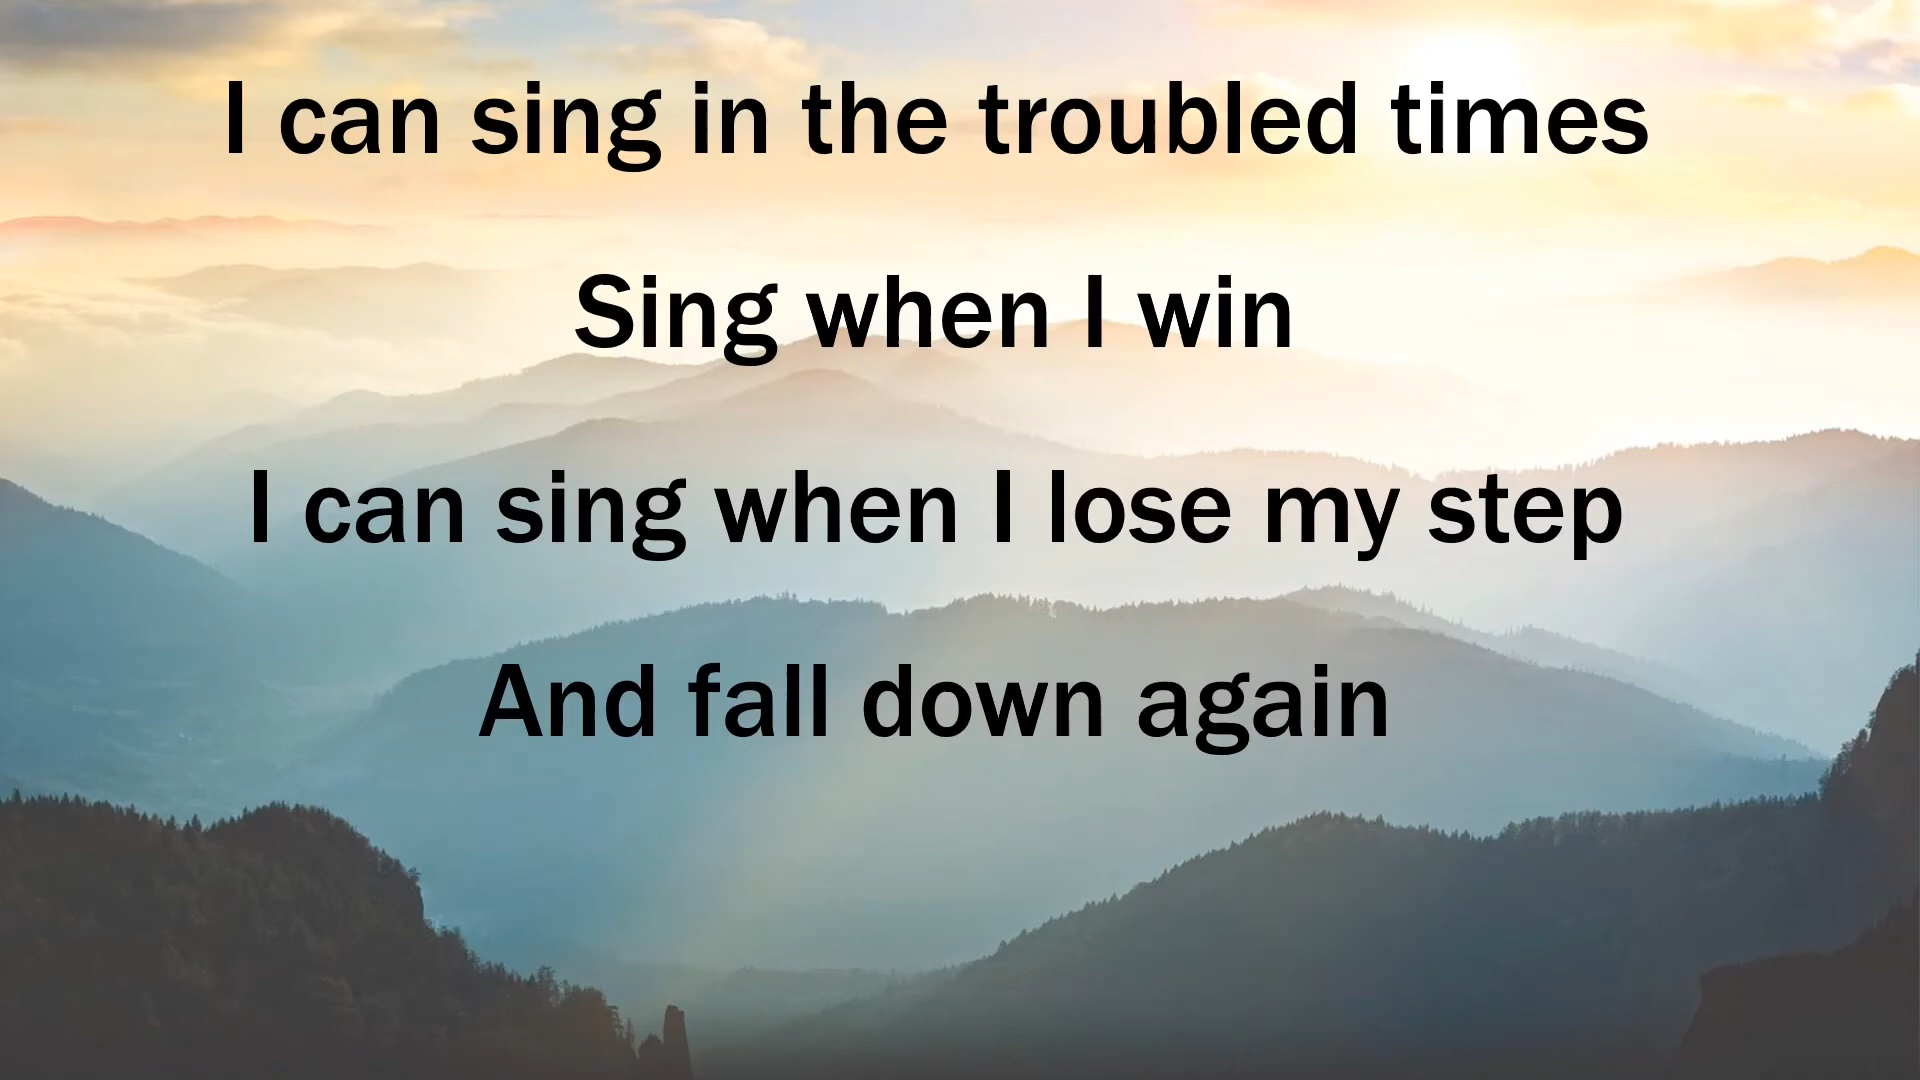 I can sing in the troubled times
Sing when I win
I can sing when I lose my step
And fall down again